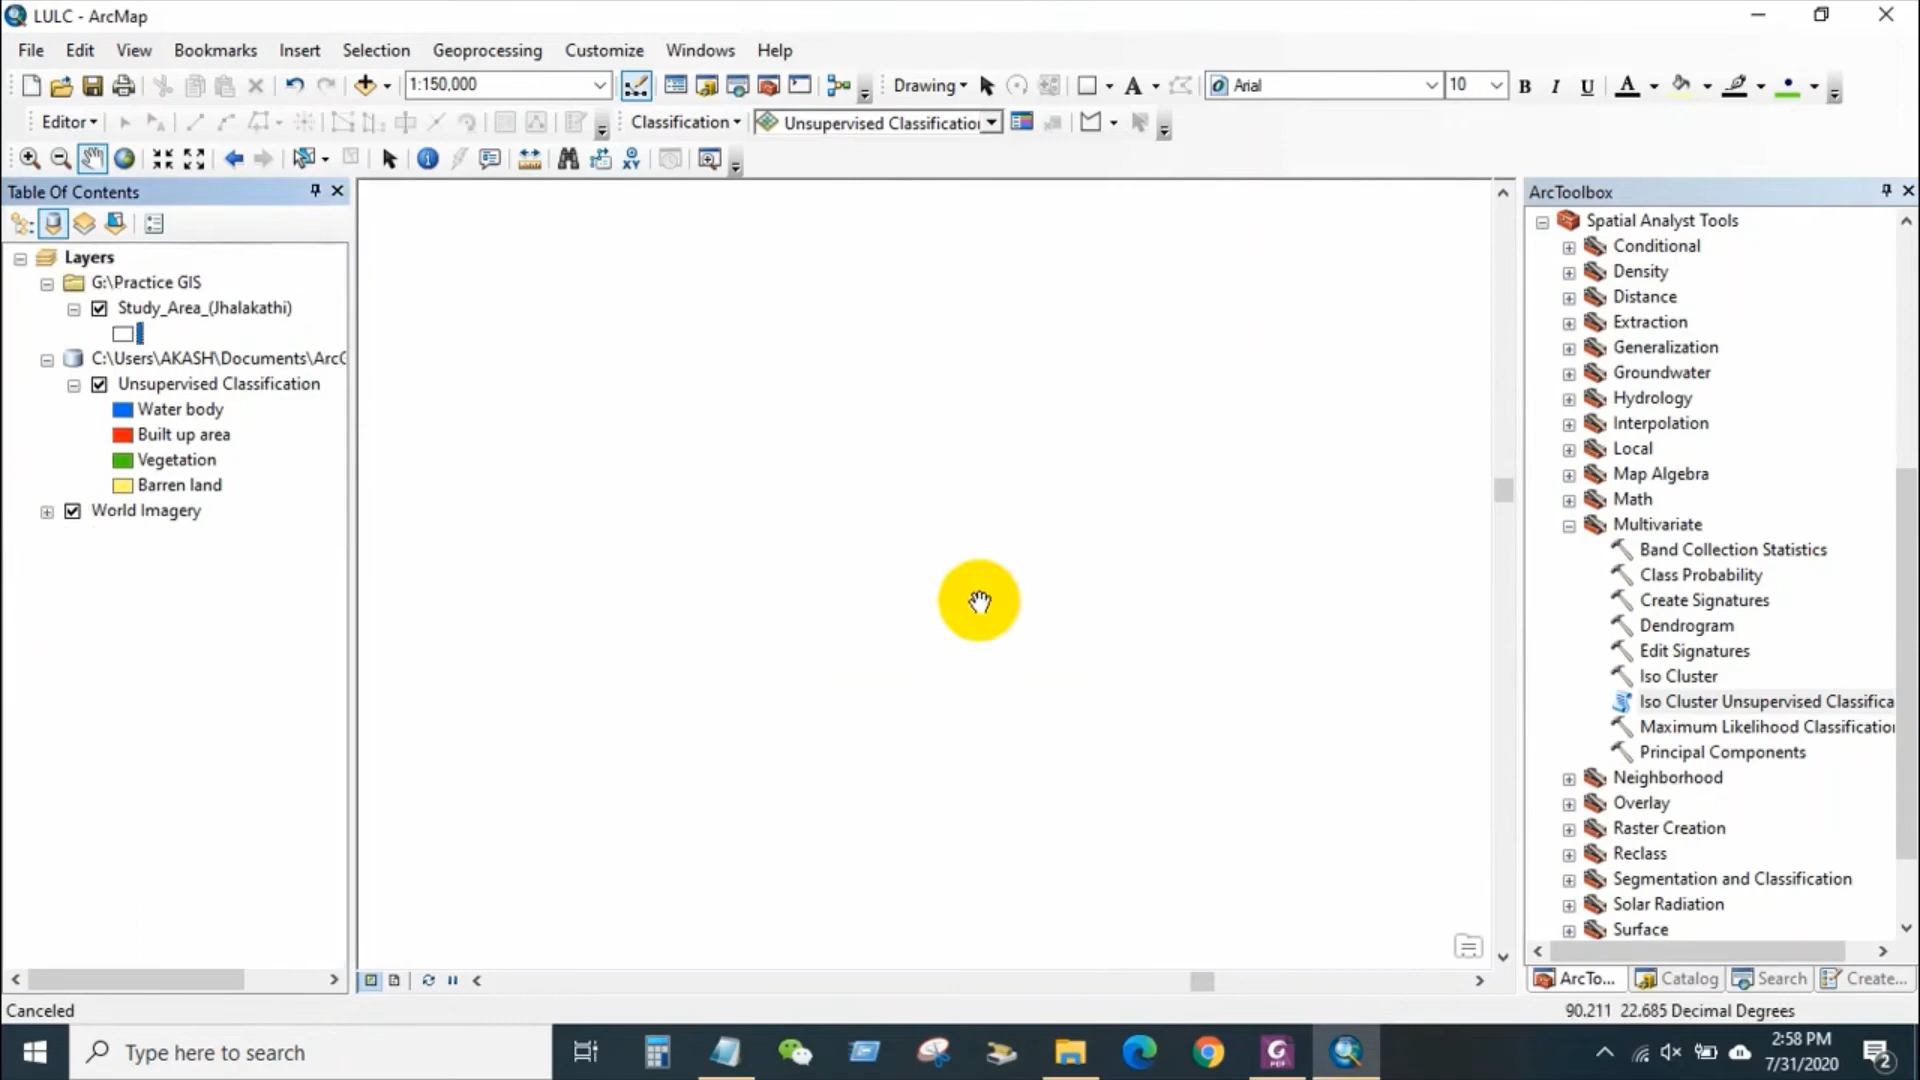 LULC - ArcMap
File Edit View Bookmarks Insert Selection Geoprocessing Customize Windows Help
1:150,000 Drawing A Arial 10 B I U A
Editor Classification Unsupervised Classification
XY
Table Of Contents
ArcToolbox
Layers
G:\Practice GIS
Study_Area_(Jhalakathi)
C:\Users\AKASH\Documents\ArcG
Unsupervised Classification
Water body
Built up area
Vegetation
Barren land
World Imagery
Spatial Analyst Tools
Conditional
Density
Distance
Extraction
Generalization
Groundwater
Hydrology
Interpolation
Local
Map Algebra
Math
Multivariate
Band Collection Statistics
Class Probability
Create Signatures
Dendrogram
Edit Signatures
Iso Cluster
Iso Cluster Unsupervised Classifica
Maximum Likelihood Classification
Principal Components
Neighborhood
Overlay
Raster Creation
Reclass
Segmentation and Classification
Solar Radiation
Surface
ArcTo... Catalog Search Create...
Canceled
90.211 22.685 Decimal Degrees
Type here to search
2:58 PM
7/31/2020
2